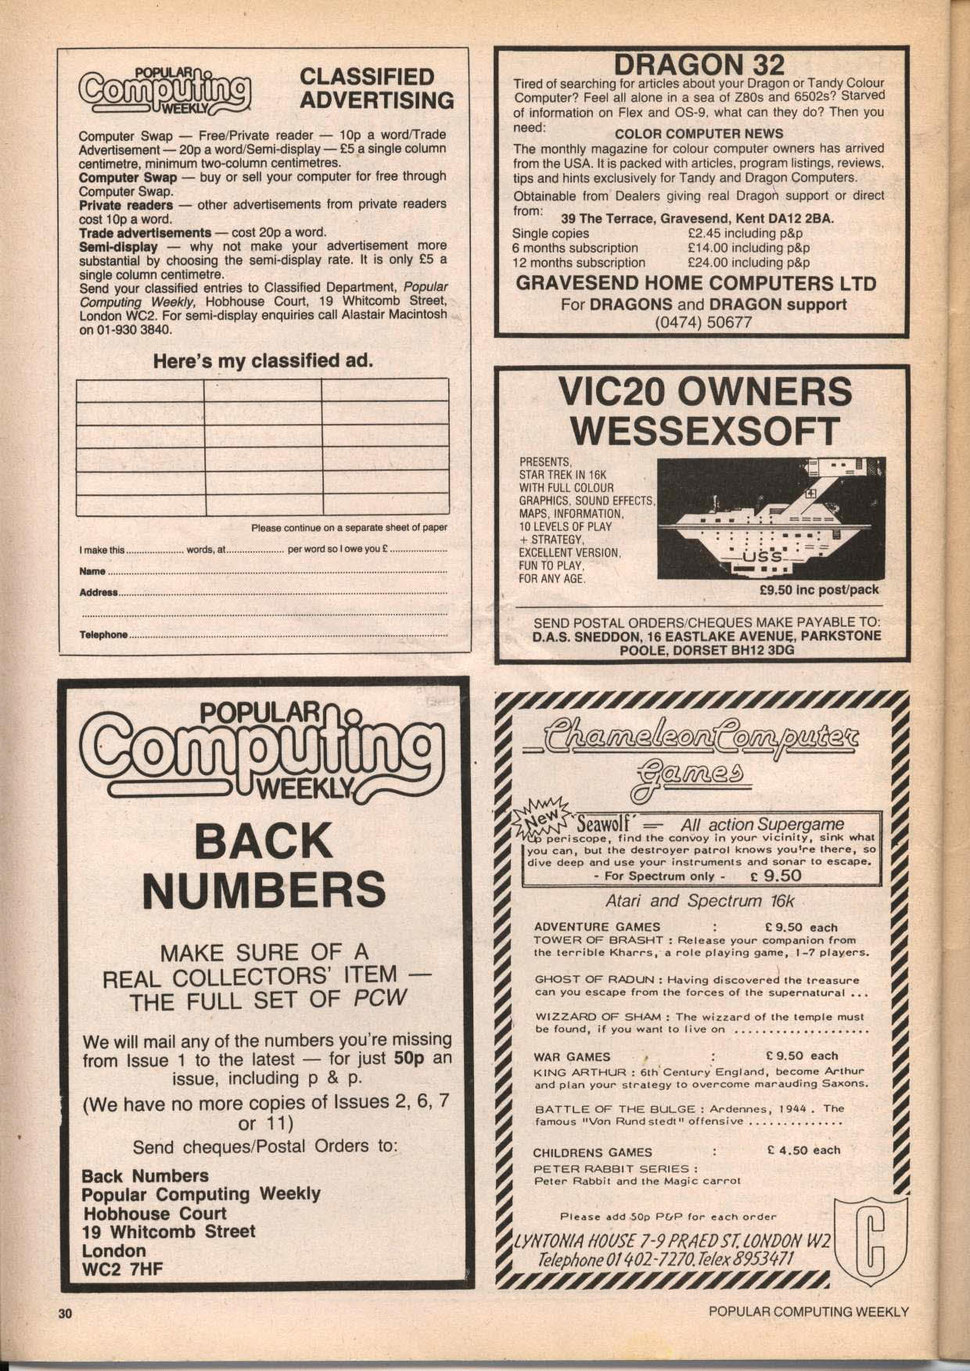 POPULAR
Computing
WEEKLY
CLASSIFIED
ADVERTISING
Computer Swap — Free/Private reader — 10p a word/Trade
Advertisement — 20p a word/Semi-display — £5 a single column
centimetre, minimum two-column centimetres.
Computer Swap — buy or sell your computer for free through
Computer Swap.
Private readers — other advertisements from private readers
cost 10p a word.
Trade advertisements — cost 20p a word.
Semi-display — why not make your advertisement more
substantial by choosing the semi-display rate. It is only £5 a
single column centimetre.
Send your classified entries to Classified Department, Popular
Computing Weekly, Hobhouse Court, 19 Whitcomb Street,
London WC2. For semi-display enquiries call Alastair Macintosh
on 01-930 3840.
Here's my classified ad.
Please continue on a separate sheet of paper
I make this.................... words, at.................... per word so I owe you £ ....................
Name ....................
Address....................
Telephone....................
DRAGON 32
Tired of searching for articles about your Dragon or Tandy Colour
Computer? Feel all alone in a sea of Z80s and 6502s? Starved
of information on Flex and OS-9, what can they do? Then you
need:
COLOR COMPUTER NEWS
The monthly magazine for colour computer owners has arrived
from the USA. It is packed with articles, program listings, reviews,
tips and hints exclusively for Tandy and Dragon Computers.
Obtainable from Dealers giving real Dragon support or direct
from:
39 The Terrace, Gravesend, Kent DA12 2BA.
Single copies £2.45 including p&p
6 months subscription £14.00 including p&p
12 months subscription £24.00 including p&p
GRAVESEND HOME COMPUTERS LTD
For DRAGONS and DRAGON support
(0474) 50677
VIC20 OWNERS
WESSEXSOFT
PRESENTS,
STAR TREK IN 16K
WITH FULL COLOUR
GRAPHICS, SOUND EFFECTS,
MAPS, INFORMATION,
10 LEVELS OF PLAY
+ STRATEGY,
EXCELLENT VERSION,
FUN TO PLAY,
FOR ANY AGE.
USS
£9.50 inc post/pack
SEND POSTAL ORDERS/CHEQUES MAKE PAYABLE TO:
D.A.S. SNEDDON, 16 EASTLAKE AVENUE, PARKSTONE
POOLE, DORSET BH12 3DG
POPULAR
Computing
WEEKLY
BACK
NUMBERS
MAKE SURE OF A
REAL COLLECTORS' ITEM —
THE FULL SET OF PCW
We will mail any of the numbers you're missing
from Issue 1 to the latest — for just 50p an
issue, including p & p.
(We have no more copies of Issues 2, 6, 7
or 11)
Send cheques/Postal Orders to:
Back Numbers
Popular Computing Weekly
Hobhouse Court
19 Whitcomb Street
London
WC2 7HF
Chameleon Computer
Games
New 'Seawolf' — All action Supergame
Up periscope, find the convoy in your vicinity, sink what
you can, but the destroyer patrol knows you're there, so
dive deep and use your instruments and sonar to escape.
- For Spectrum only - £ 9.50
Atari and Spectrum 16k
ADVENTURE GAMES : £ 9.50 each
TOWER OF BRASHT : Release your companion from
the terrible Kharrs, a role playing game, 1-7 players.
GHOST OF RADUN : Having discovered the treasure
can you escape from the forces of the supernatural ...
WIZZARD OF SHAM : The wizzard of the temple must
be found, if you want to live on ....................
WAR GAMES : £ 9.50 each
KING ARTHUR : 6th Century England, become Arthur
and plan your strategy to overcome marauding Saxons.
BATTLE OF THE BULGE : Ardennes, 1944 . The
famous "Von Rundstedt" offensive ..............
CHILDRENS GAMES : £ 4.50 each
PETER RABBIT SERIES :
Peter Rabbit and the Magic carrot
Please add 50p P&P for each order
LYNTONIA HOUSE 7-9 PRAED ST, LONDON W2
Telephone 01 402-7270. Telex 8953471
C
30
POPULAR COMPUTING WEEKLY